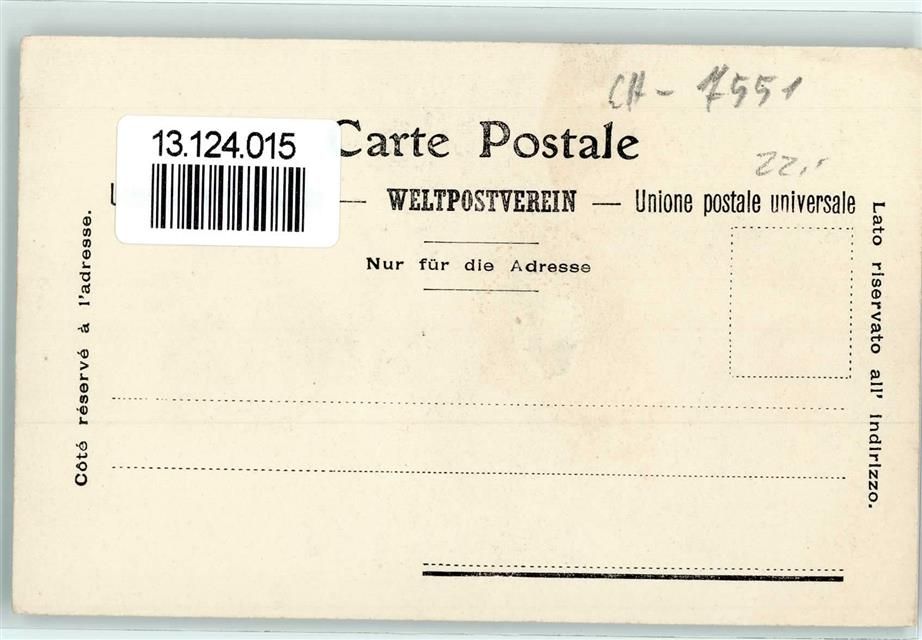 CH - 7551
13.124.015
Carte Postale
22,-
— WELTPOSTVEREIN — Unione postale universale
Nur für die Adresse
Côté réservé à l'adresse.
Lato riservato all' indirizzo.